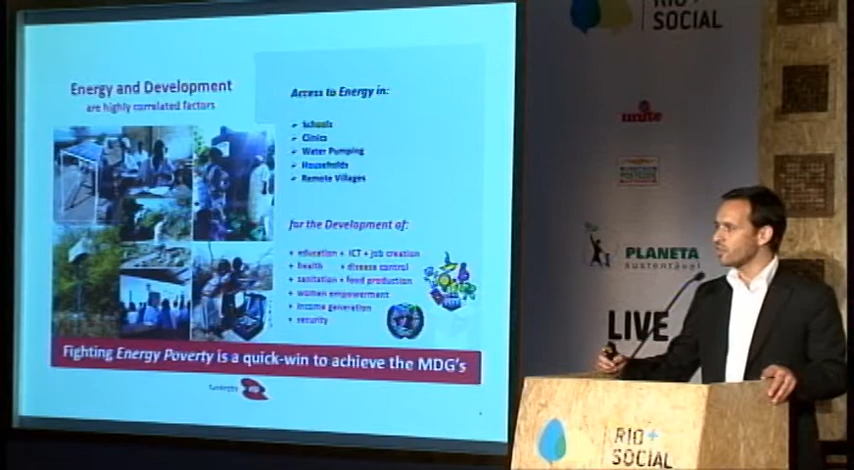 Energy and Development
are highly correlated factors
Access to Energy in:
Schools
Clinics
Water Pumping
Households
Remote Villages
for the Development of:
+ education + ICT + job creation
+ health + disease control
+ sanitation + food production
+ women empowerment
+ income generation
+ security
Fighting Energy Poverty is a quick-win to achieve the MDG's
RIO+
SOCIAL
unite
PLANETA
SUSTENTÁVEL
LIVE
RIO+
SOCIAL